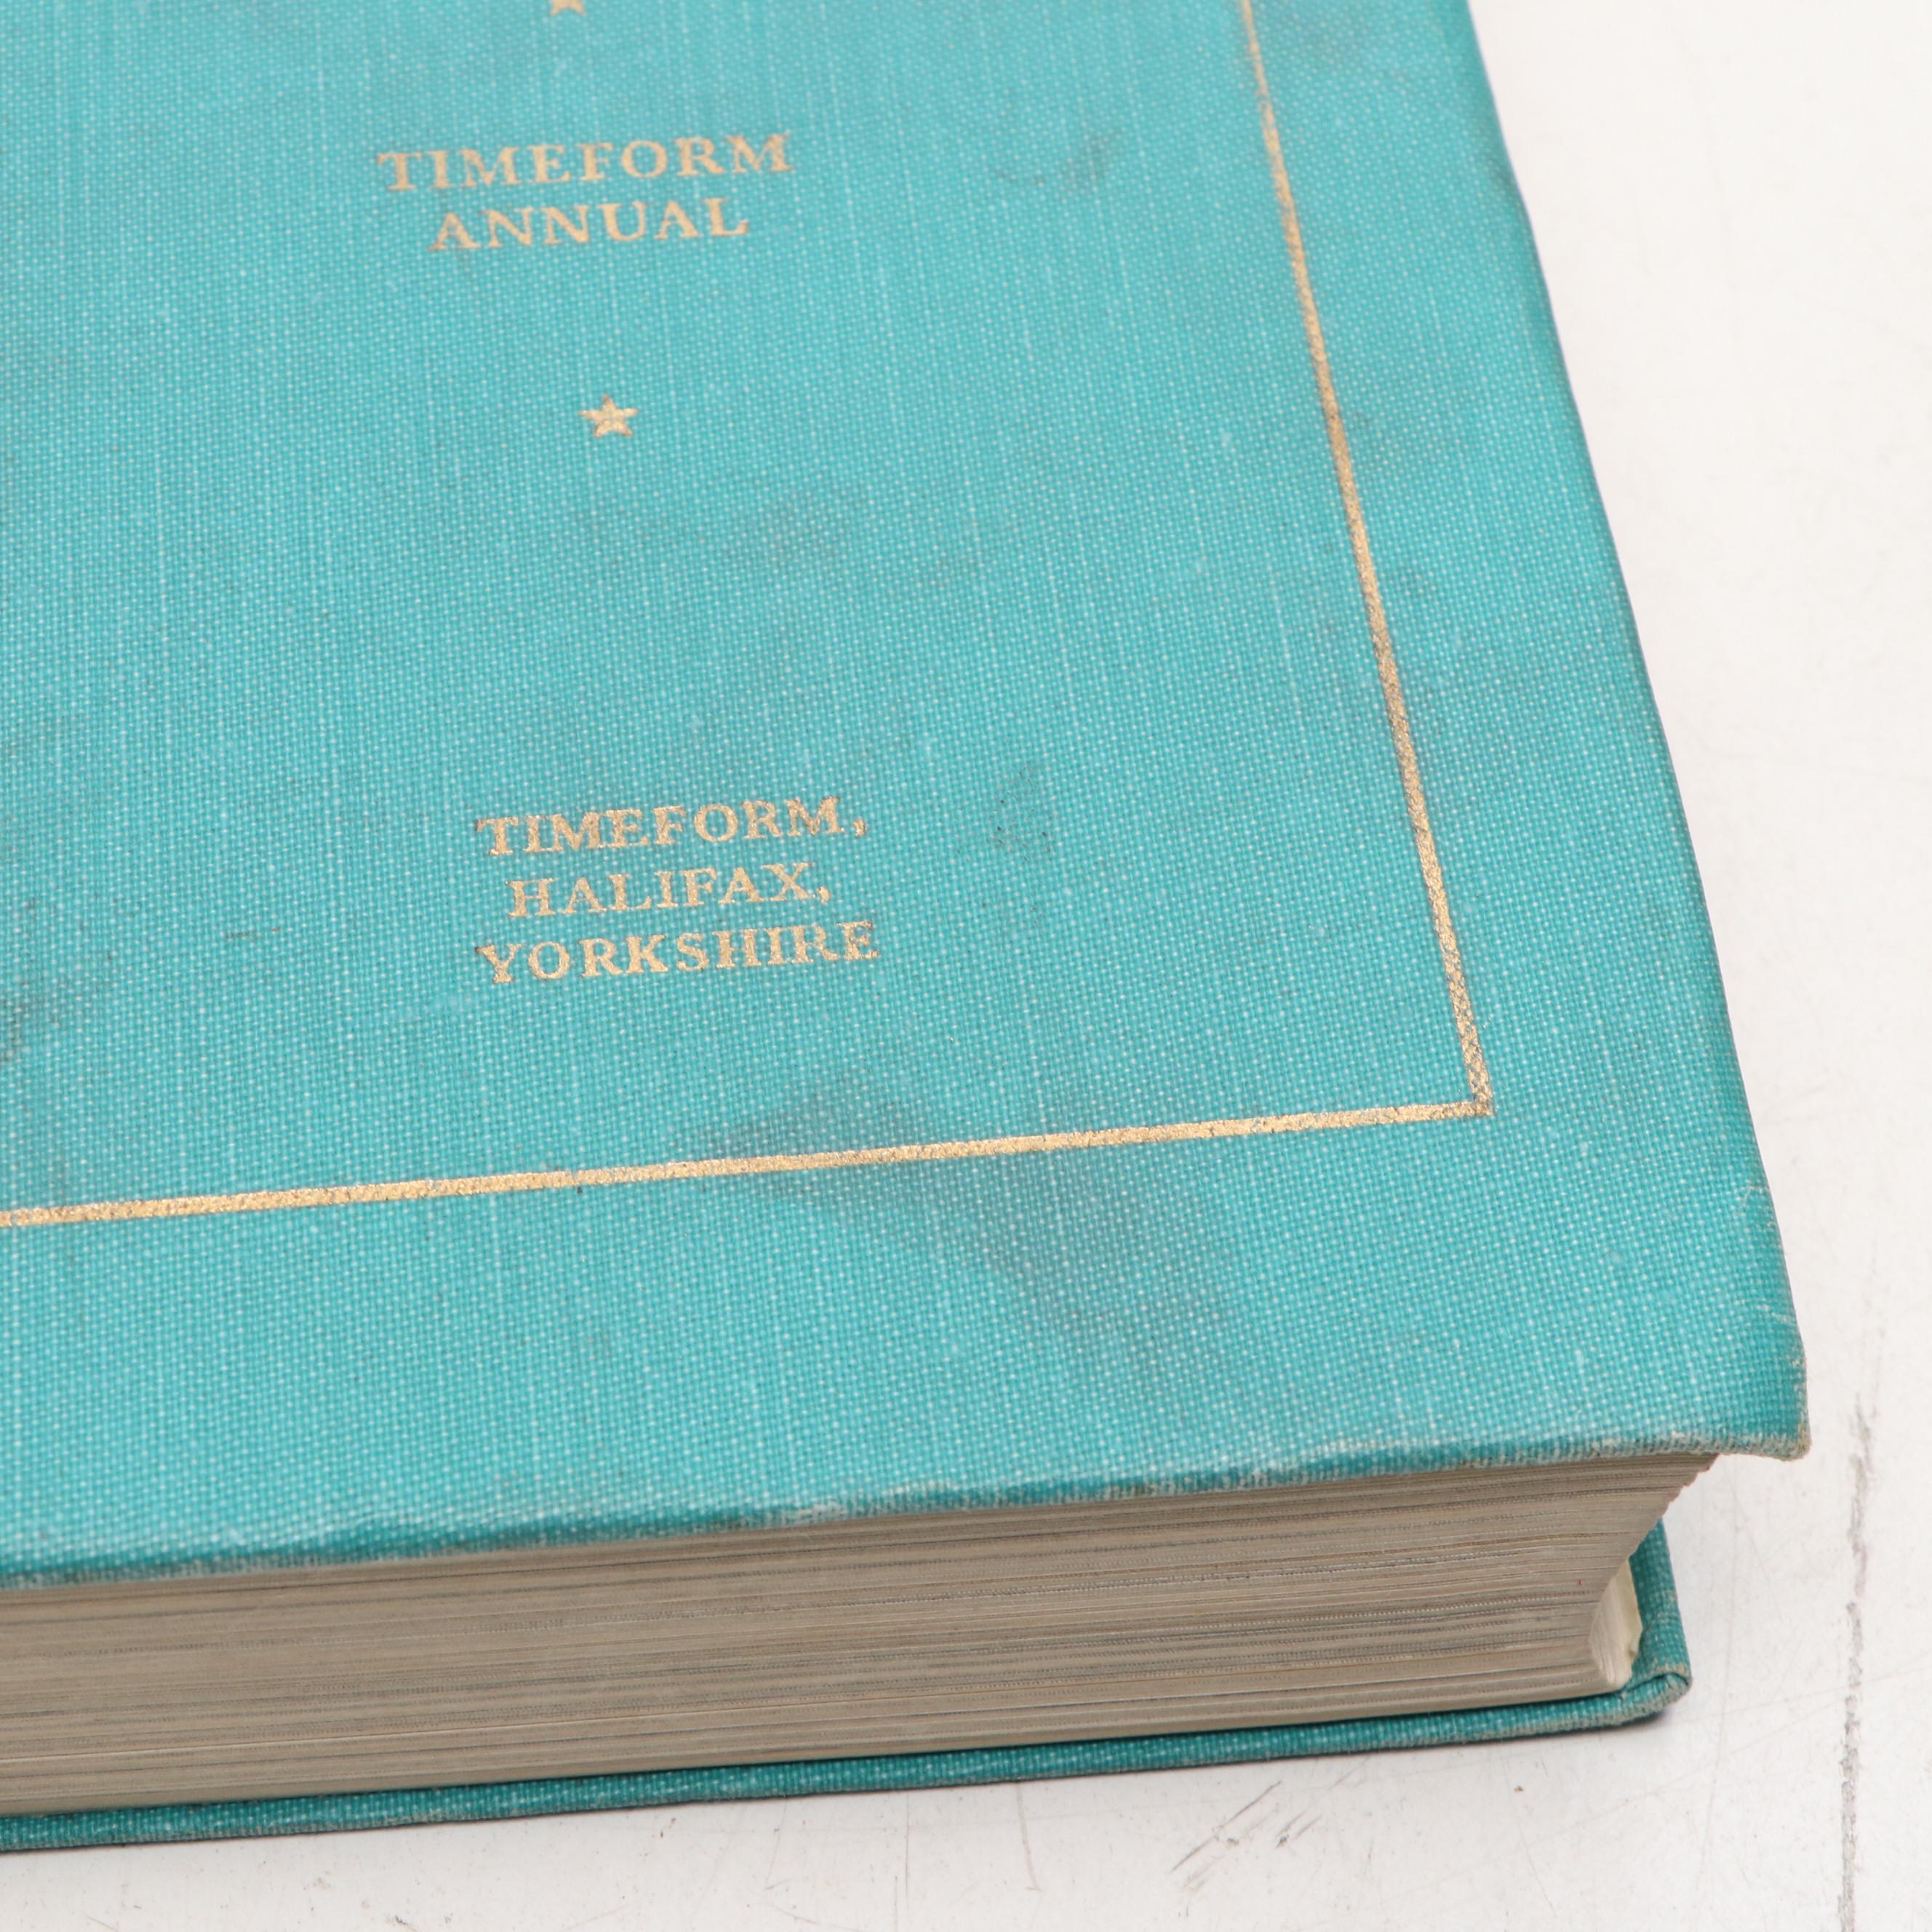 TIMEFORM
ANNUAL
TIMEFORM,
HALIFAX,
YORKSHIRE